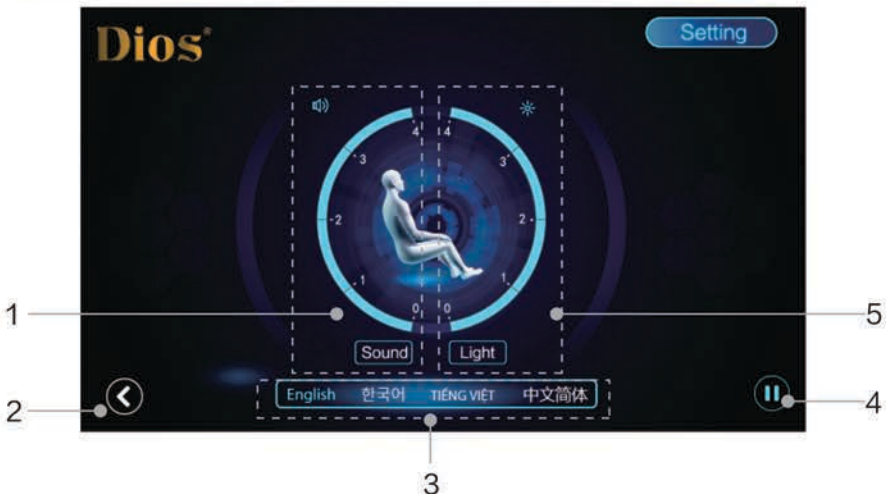 Dios®
Setting
4 4
3 3
2 2
1 1
0 0
1
5
Sound Light
English 한국어 TIẾNG VIỆT 中文简体
2
4
3